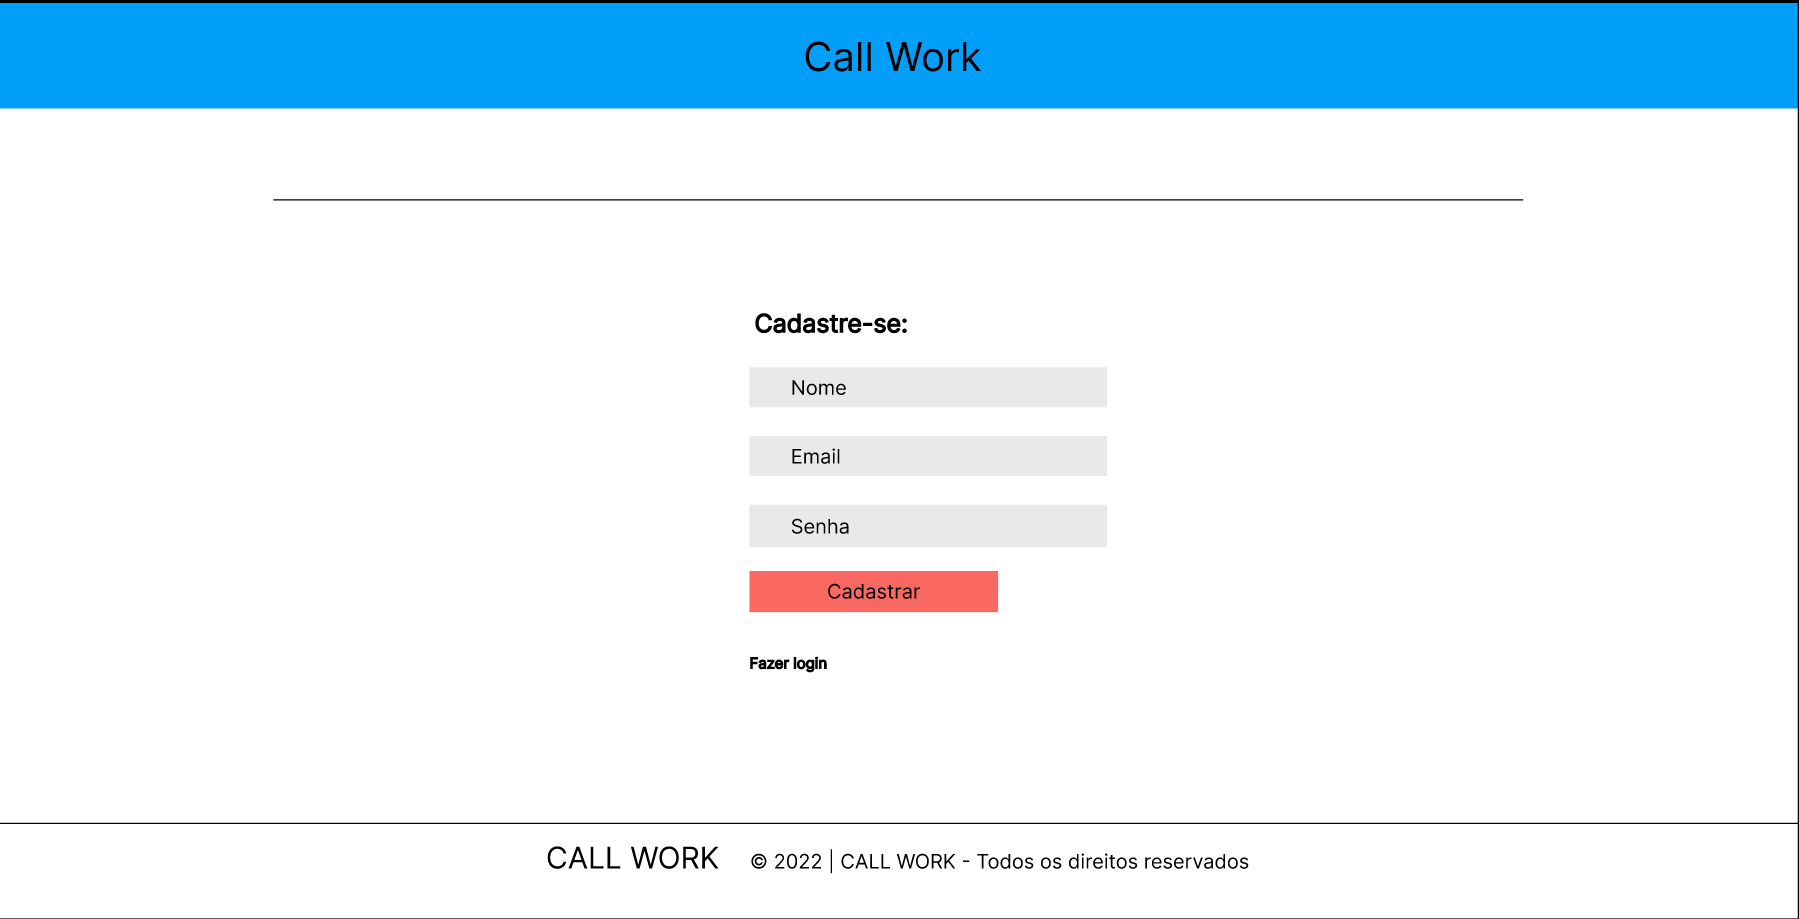 Call Work
Cadastre-se:
Nome
Email
Senha
Cadastrar
Fazer login
CALL WORK © 2022 | CALL WORK - Todos os direitos reservados